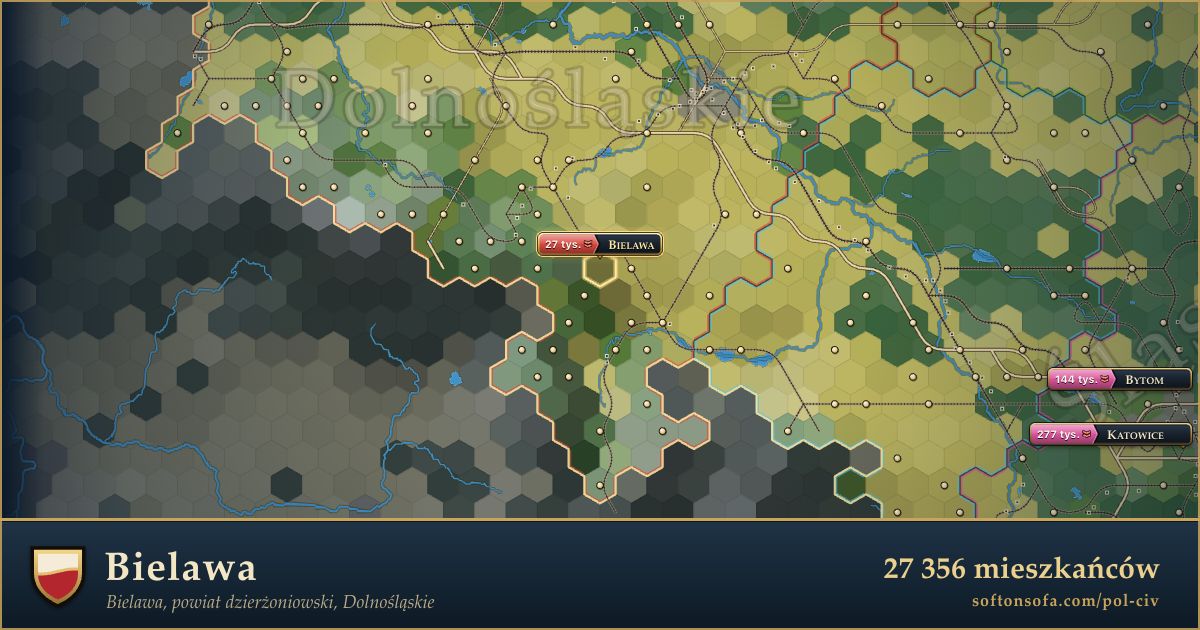 Dolnośląskie
27 tys. Bielawa
144 tys. Bytom
277 tys. Katowice
Bielawa
Bielawa, powiat dzierżoniowski, Dolnośląskie
27 356 mieszkańców
softonsofa.com/pol-civ